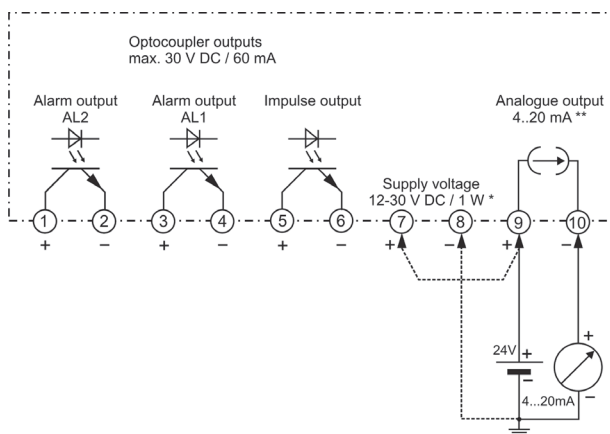 Optocoupler outputs
max. 30 V DC / 60 mA
Alarm output
AL2
Alarm output
AL1
Impulse output
Analogue output
4..20 mA **
Supply voltage
12-30 V DC / 1 W *
1 2 3 4 5 6 7 8 9 10
+ − + − + − + − + −
24V + +
− −
4...20mA